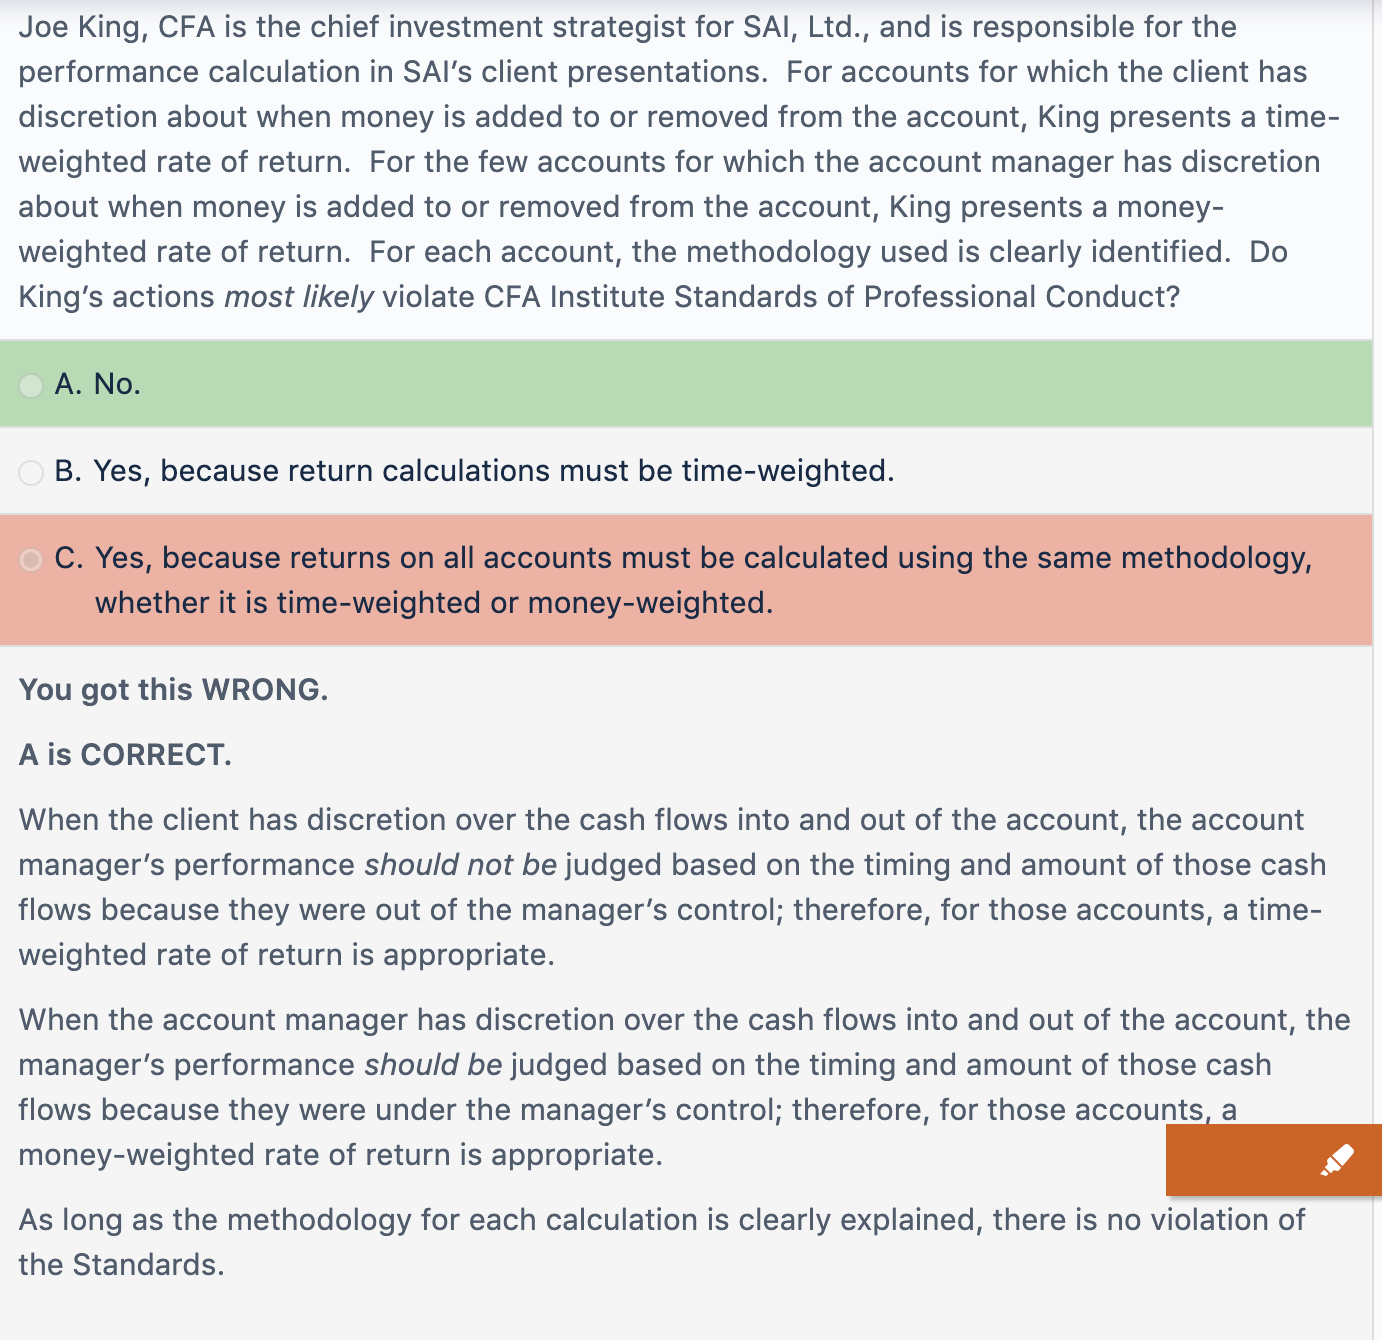 Joe King, CFA is the chief investment strategist for SAI, Ltd., and is responsible for the
performance calculation in SAI’s client presentations.  For accounts for which the client has
discretion about when money is added to or removed from the account, King presents a time-
weighted rate of return.  For the few accounts for which the account manager has discretion
about when money is added to or removed from the account, King presents a money-
weighted rate of return.  For each account, the methodology used is clearly identified.  Do
King’s actions most likely violate CFA Institute Standards of Professional Conduct?
A. No.
B. Yes, because return calculations must be time-weighted.
C. Yes, because returns on all accounts must be calculated using the same methodology,
whether it is time-weighted or money-weighted.
You got this WRONG.
A is CORRECT.
When the client has discretion over the cash flows into and out of the account, the account
manager’s performance should not be judged based on the timing and amount of those cash
flows because they were out of the manager’s control; therefore, for those accounts, a time-
weighted rate of return is appropriate.
When the account manager has discretion over the cash flows into and out of the account, the
manager’s performance should be judged based on the timing and amount of those cash
flows because they were under the manager’s control; therefore, for those accounts, a
money-weighted rate of return is appropriate.
As long as the methodology for each calculation is clearly explained, there is no violation of
the Standards.